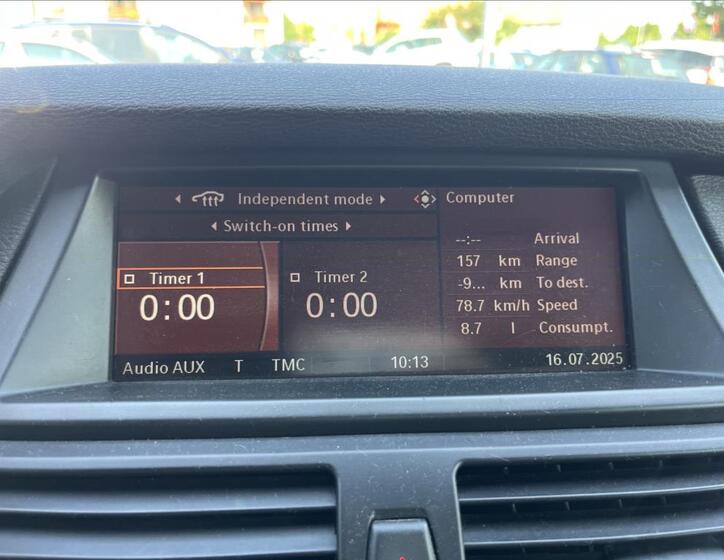 Independent mode
Switch-on times
Timer 1
0:00
Timer 2
0:00
Computer
--:-- Arrival
157 km Range
-9... km To dest.
78.7 km/h Speed
8.7 l Consumpt.
Audio AUX T TMC 10:13 16.07.2025